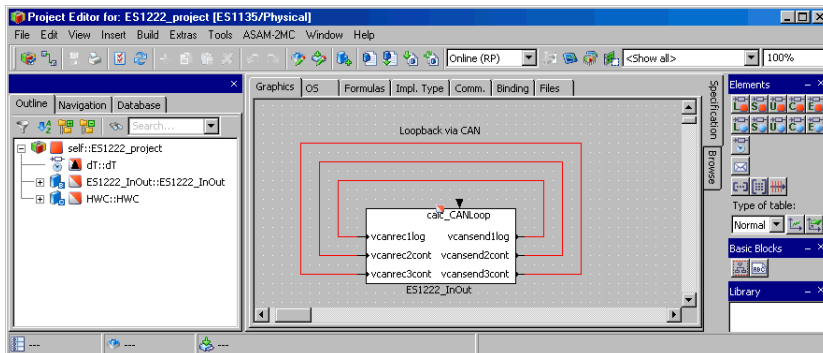 Project Editor for: ES1222_project [ES1135/Physical]
File Edit View Insert Build Extras Tools ASAM-2MC Window Help
Online (RP) <Show all> 100%
Outline Navigation Database
Search...
self::ES1222_project
dT::dT
ES1222_InOut::ES1222_InOut
HWC::HWC
Graphics OS Formulas Impl. Type Comm. Binding Files
Loopback via CAN
calc_CANLoop
vcanrec1log vcansend1log
vcanrec2cont vcansend2cont
vcanrec3cont vcansend3cont
ES1222_InOut
Specification
Browse
Elements
L S U C E
L S U C E
Type of table:
Normal
Basic Blocks
Library
--- --- ---